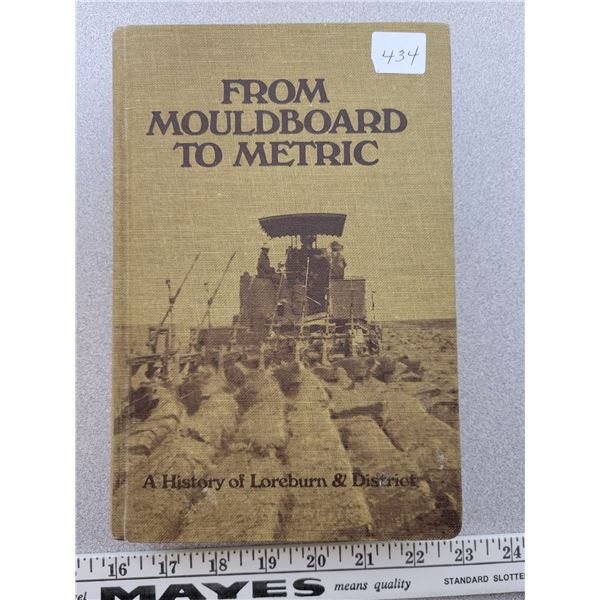 434
FROM
MOULDBOARD
TO METRIC
A History of Loreburn & District
16 17 18 19 20 21 22 23 24
MAYES means quality STANDARD SLOTTE